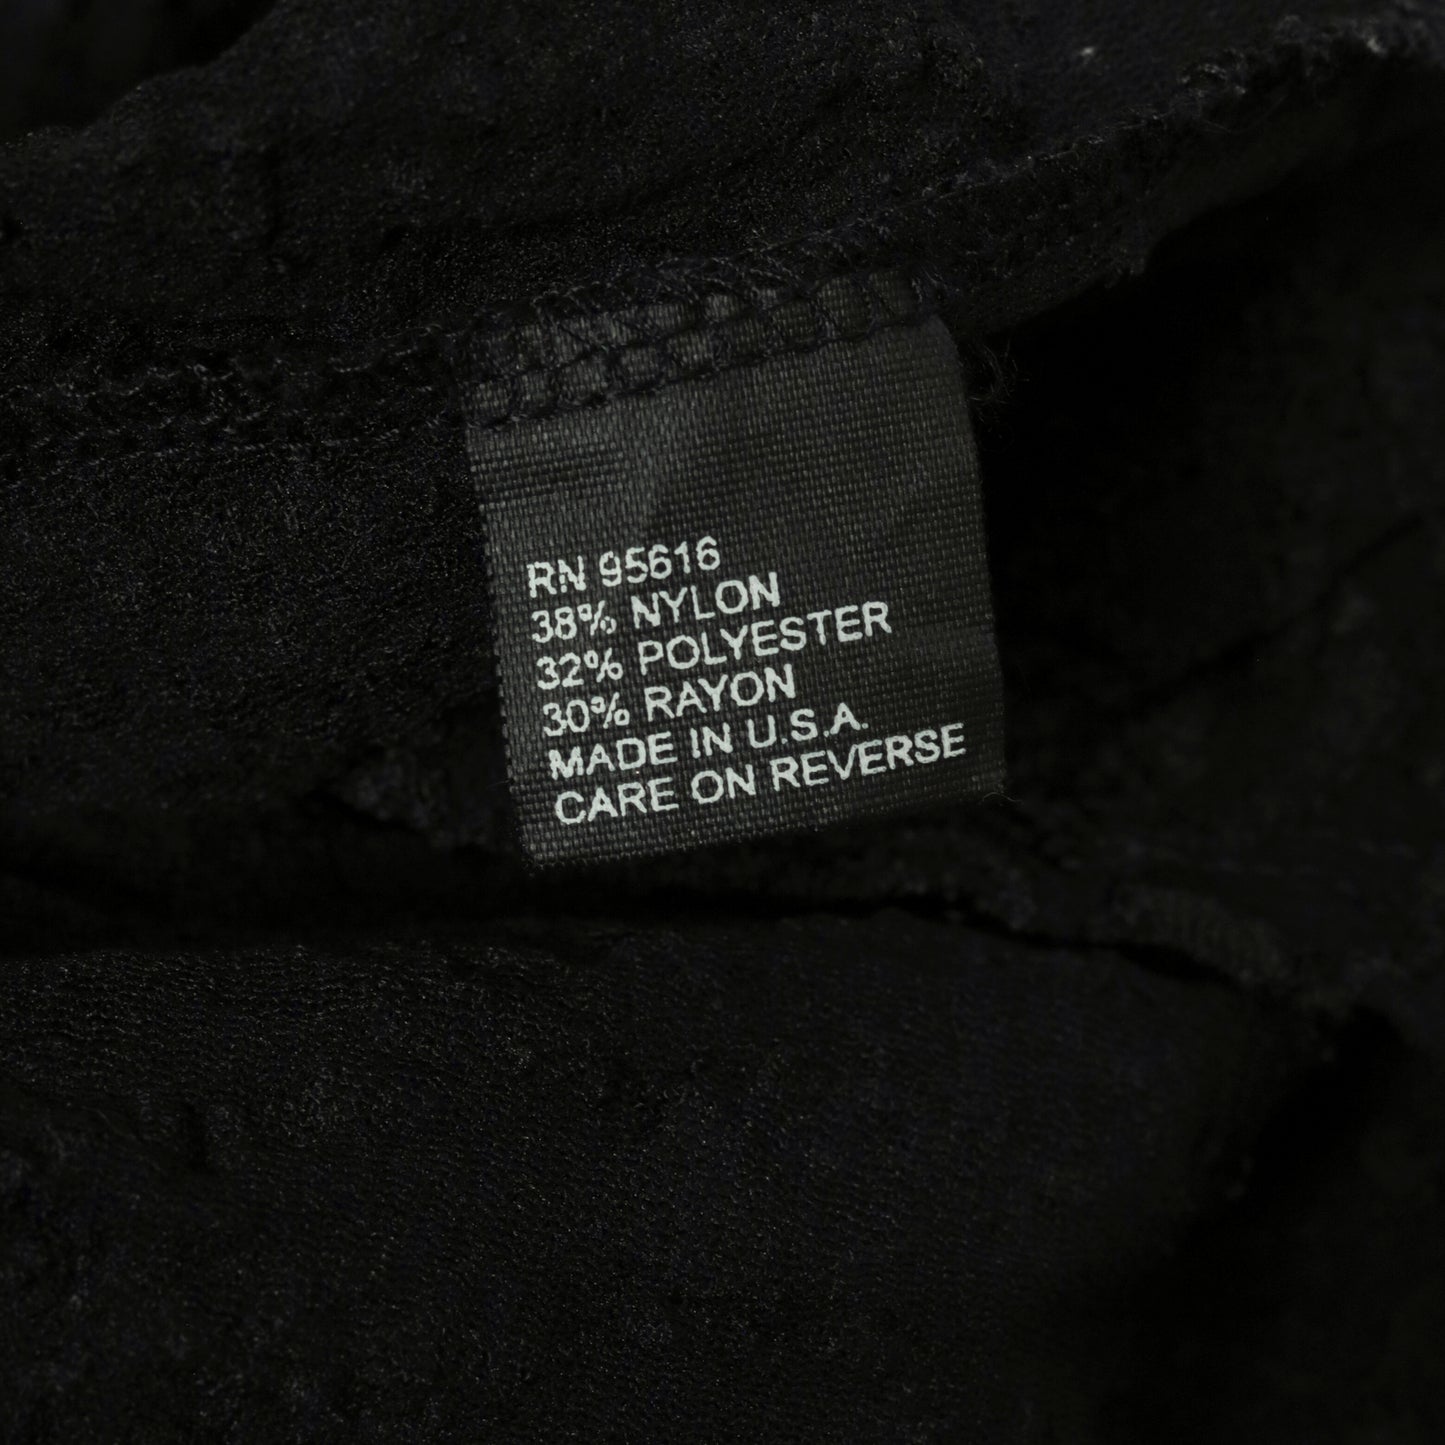 RN 95616
38% NYLON
32% POLYESTER
30% RAYON
MADE IN U.S.A.
CARE ON REVERSE